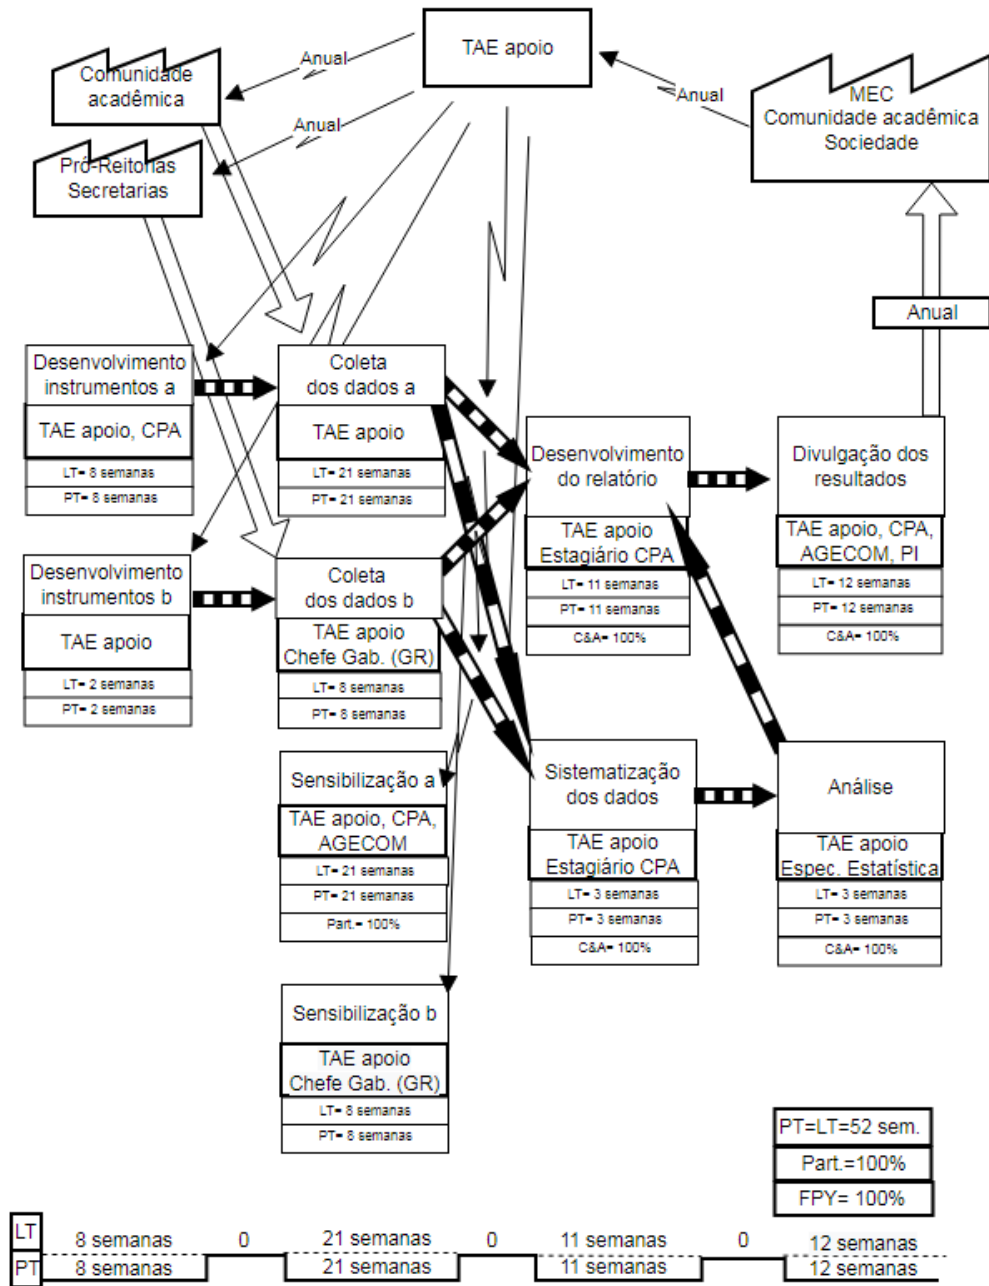 TAE apoio
Anual
Comunidade
acadêmica
Anual
Anual
MEC
Comunidade acadêmica
Sociedade
Pró-Reitorias
Secretarias
Anual
Desenvolvimento
instrumentos a
TAE apoio, CPA
LT= 8 semanas
PT= 8 semanas
Coleta
dos dados a
TAE apoio
LT= 21 semanas
PT= 21 semanas
Desenvolvimento
do relatório
TAE apoio
Estagiário CPA
LT= 11 semanas
PT= 11 semanas
C&A= 100%
Divulgação dos
resultados
TAE apoio, CPA,
AGECOM, PI
LT= 12 semanas
PT= 12 semanas
C&A= 100%
Desenvolvimento
instrumentos b
TAE apoio
LT= 2 semanas
PT= 2 semanas
Coleta
dos dados b
TAE apoio
Chefe Gab. (GR)
LT= 8 semanas
PT= 8 semanas
Sensibilização a
TAE apoio, CPA,
AGECOM
LT= 21 semanas
PT= 21 semanas
Part.= 100%
Sistematização
dos dados
TAE apoio
Estagiário CPA
LT= 3 semanas
PT= 3 semanas
C&A= 100%
Análise
TAE apoio
Espec. Estatística
LT= 3 semanas
PT= 3 semanas
C&A= 100%
Sensibilização b
TAE apoio
Chefe Gab. (GR)
LT= 8 semanas
PT= 8 semanas
PT=LT=52 sem.
Part.=100%
FPY= 100%
LT 8 semanas 0 21 semanas 0 11 semanas 0 12 semanas
PT 8 semanas 21 semanas 11 semanas 12 semanas